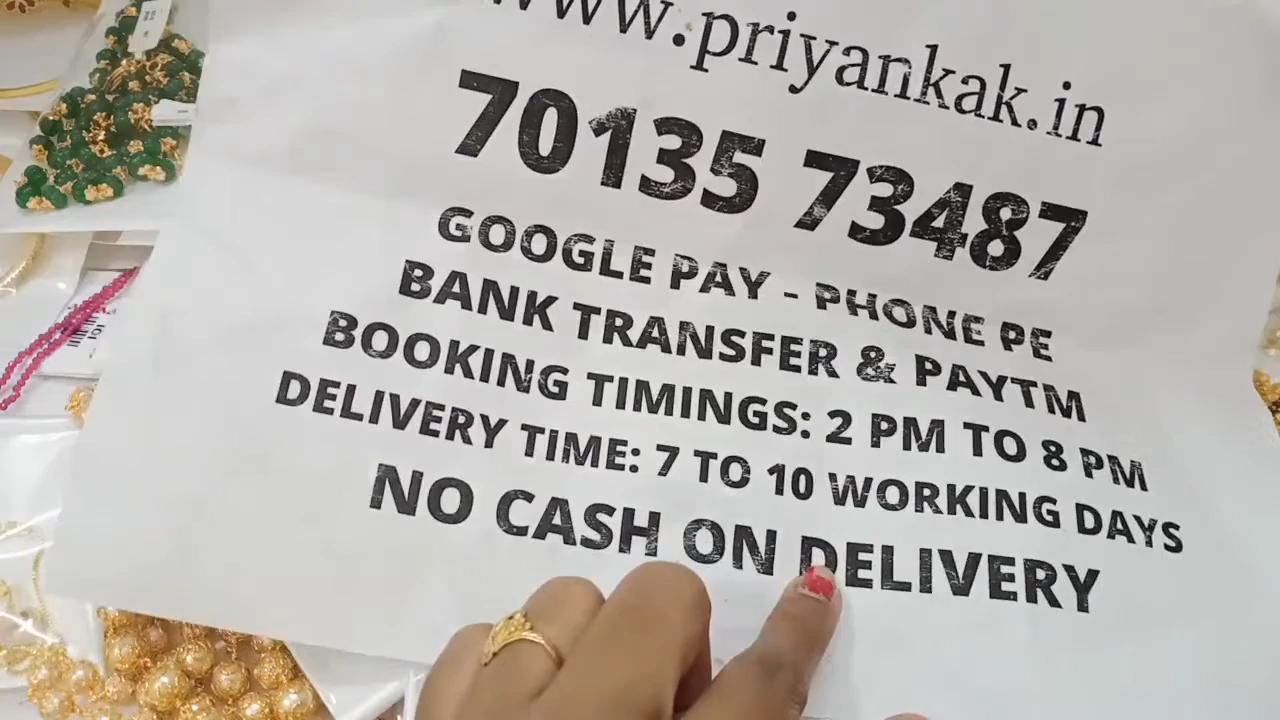 www.priyankak.in
70135 73487
GOOGLE PAY - PHONE PE
BANK TRANSFER & PAYTM
BOOKING TIMINGS: 2 PM TO 8 PM
DELIVERY TIME: 7 TO 10 WORKING DAYS
NO CASH ON DELIVERY